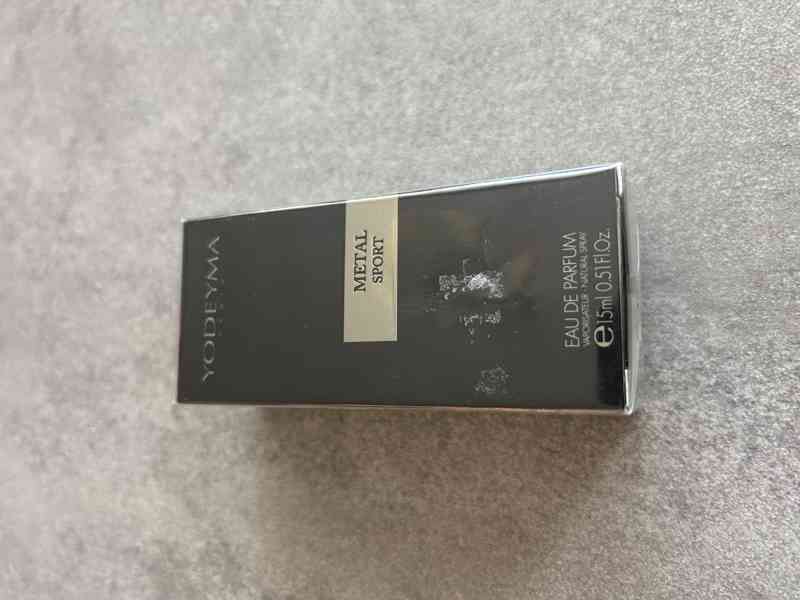 YODEYMA
METAL
SPORT
EAU DE PARFUM
VAPORISATEUR · NATURAL SPRAY
℮15ml 0.51Fl.Oz.